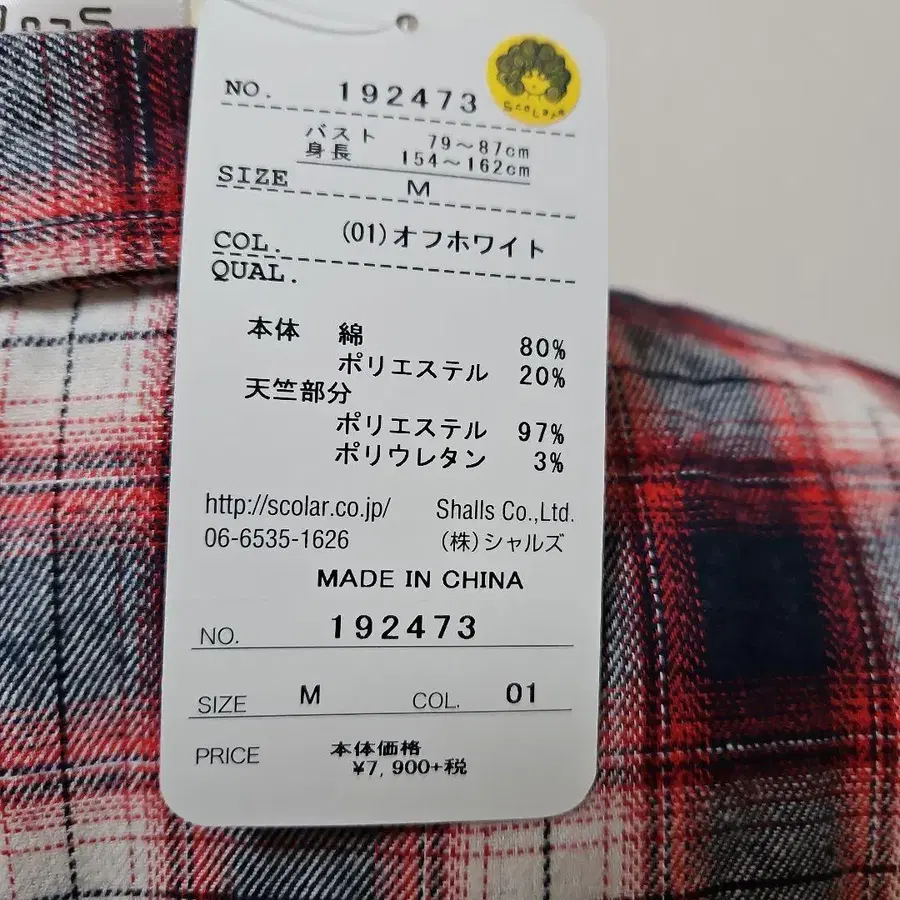 NO. 192473
バスト 79～87cm
身長 154～162cm
SIZE M
COL. (01)オフホワイト
QUAL.
本体 綿 80%
ポリエステル 20%
天竺部分
ポリエステル 97%
ポリウレタン 3%
http://scolar.co.jp/ Shalls Co.,Ltd.
06-6535-1626 (株)シャルズ
MADE IN CHINA
NO. 192473
SIZE M COL. 01
PRICE 本体価格
¥7,900+税